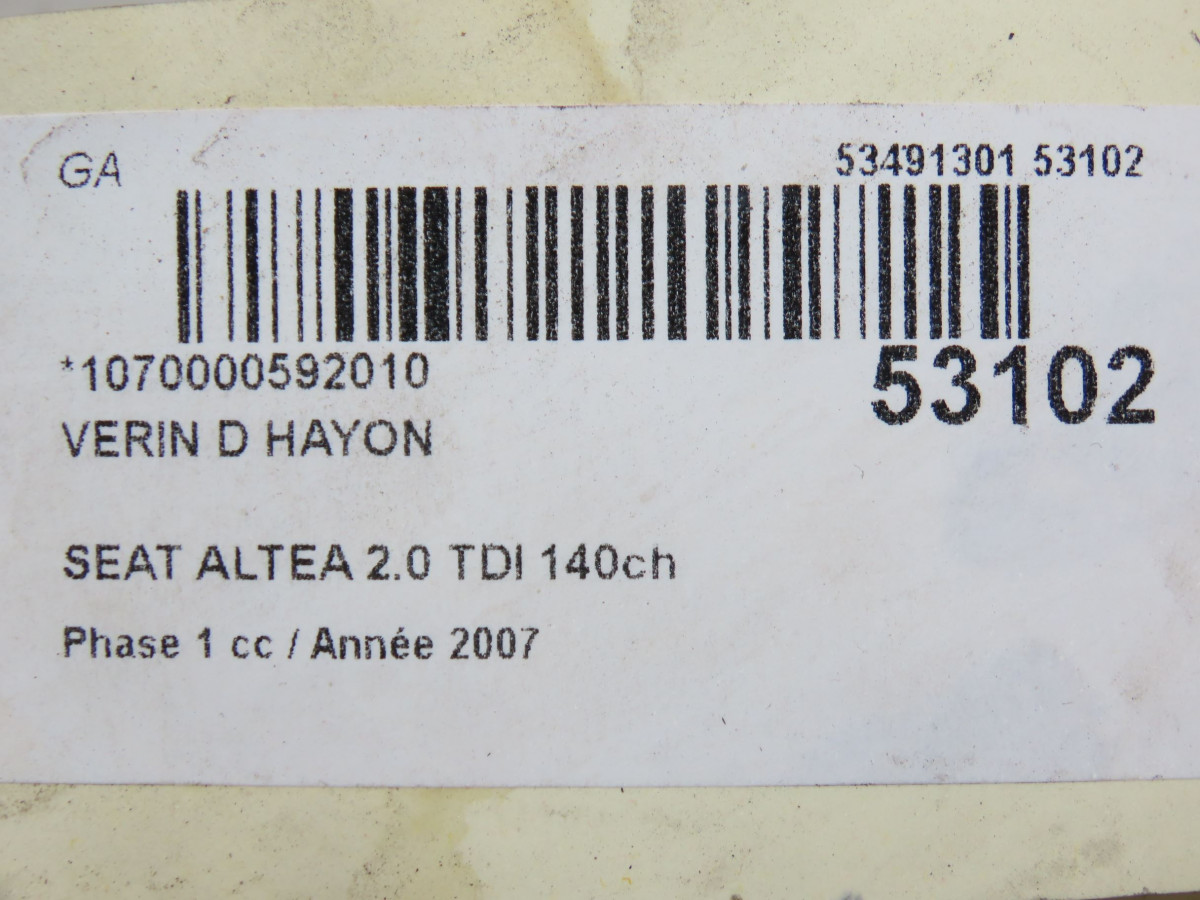 GA
53491301 53102
*1070000592010
53102
VERIN D HAYON
SEAT ALTEA 2.0 TDI 140ch
Phase 1 cc / Année 2007